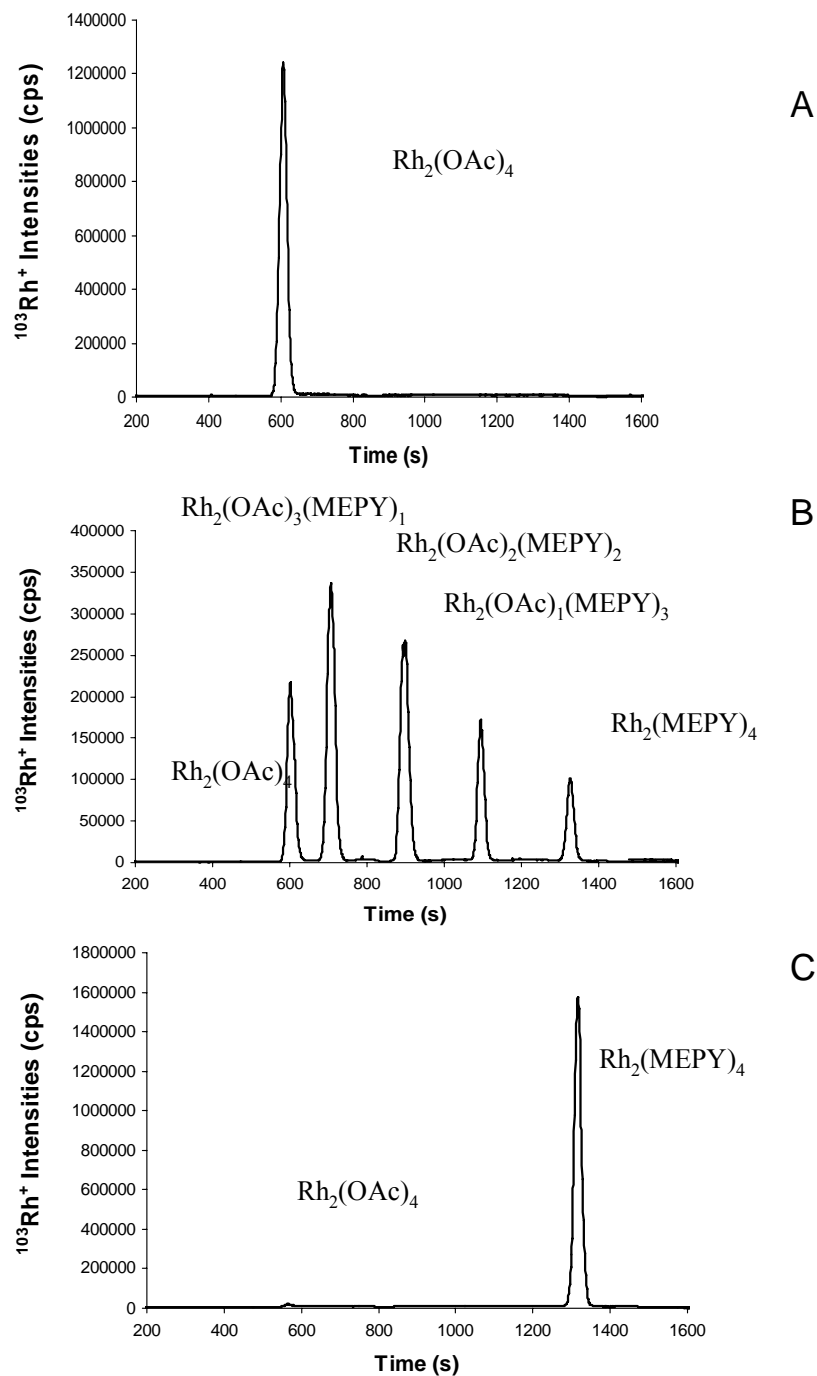 A
¹⁰³Rh⁺ Intensities (cps)
1400000
1200000
1000000
800000
600000
400000
200000
0
Rh₂(OAc)₄
200 400 600 800 1000 1200 1400 1600
Time (s)
B
¹⁰³Rh⁺ Intensities (cps)
400000
350000
300000
250000
200000
150000
100000
50000
0
Rh₂(OAc)₃(MEPY)₁
Rh₂(OAc)₂(MEPY)₂
Rh₂(OAc)₁(MEPY)₃
Rh₂(MEPY)₄
Rh₂(OAc)₄
200 400 600 800 1000 1200 1400 1600
Time (s)
C
¹⁰³Rh⁺ Intensities (cps)
1800000
1600000
1400000
1200000
1000000
800000
600000
400000
200000
0
Rh₂(MEPY)₄
Rh₂(OAc)₄
200 400 600 800 1000 1200 1400 1600
Time (s)